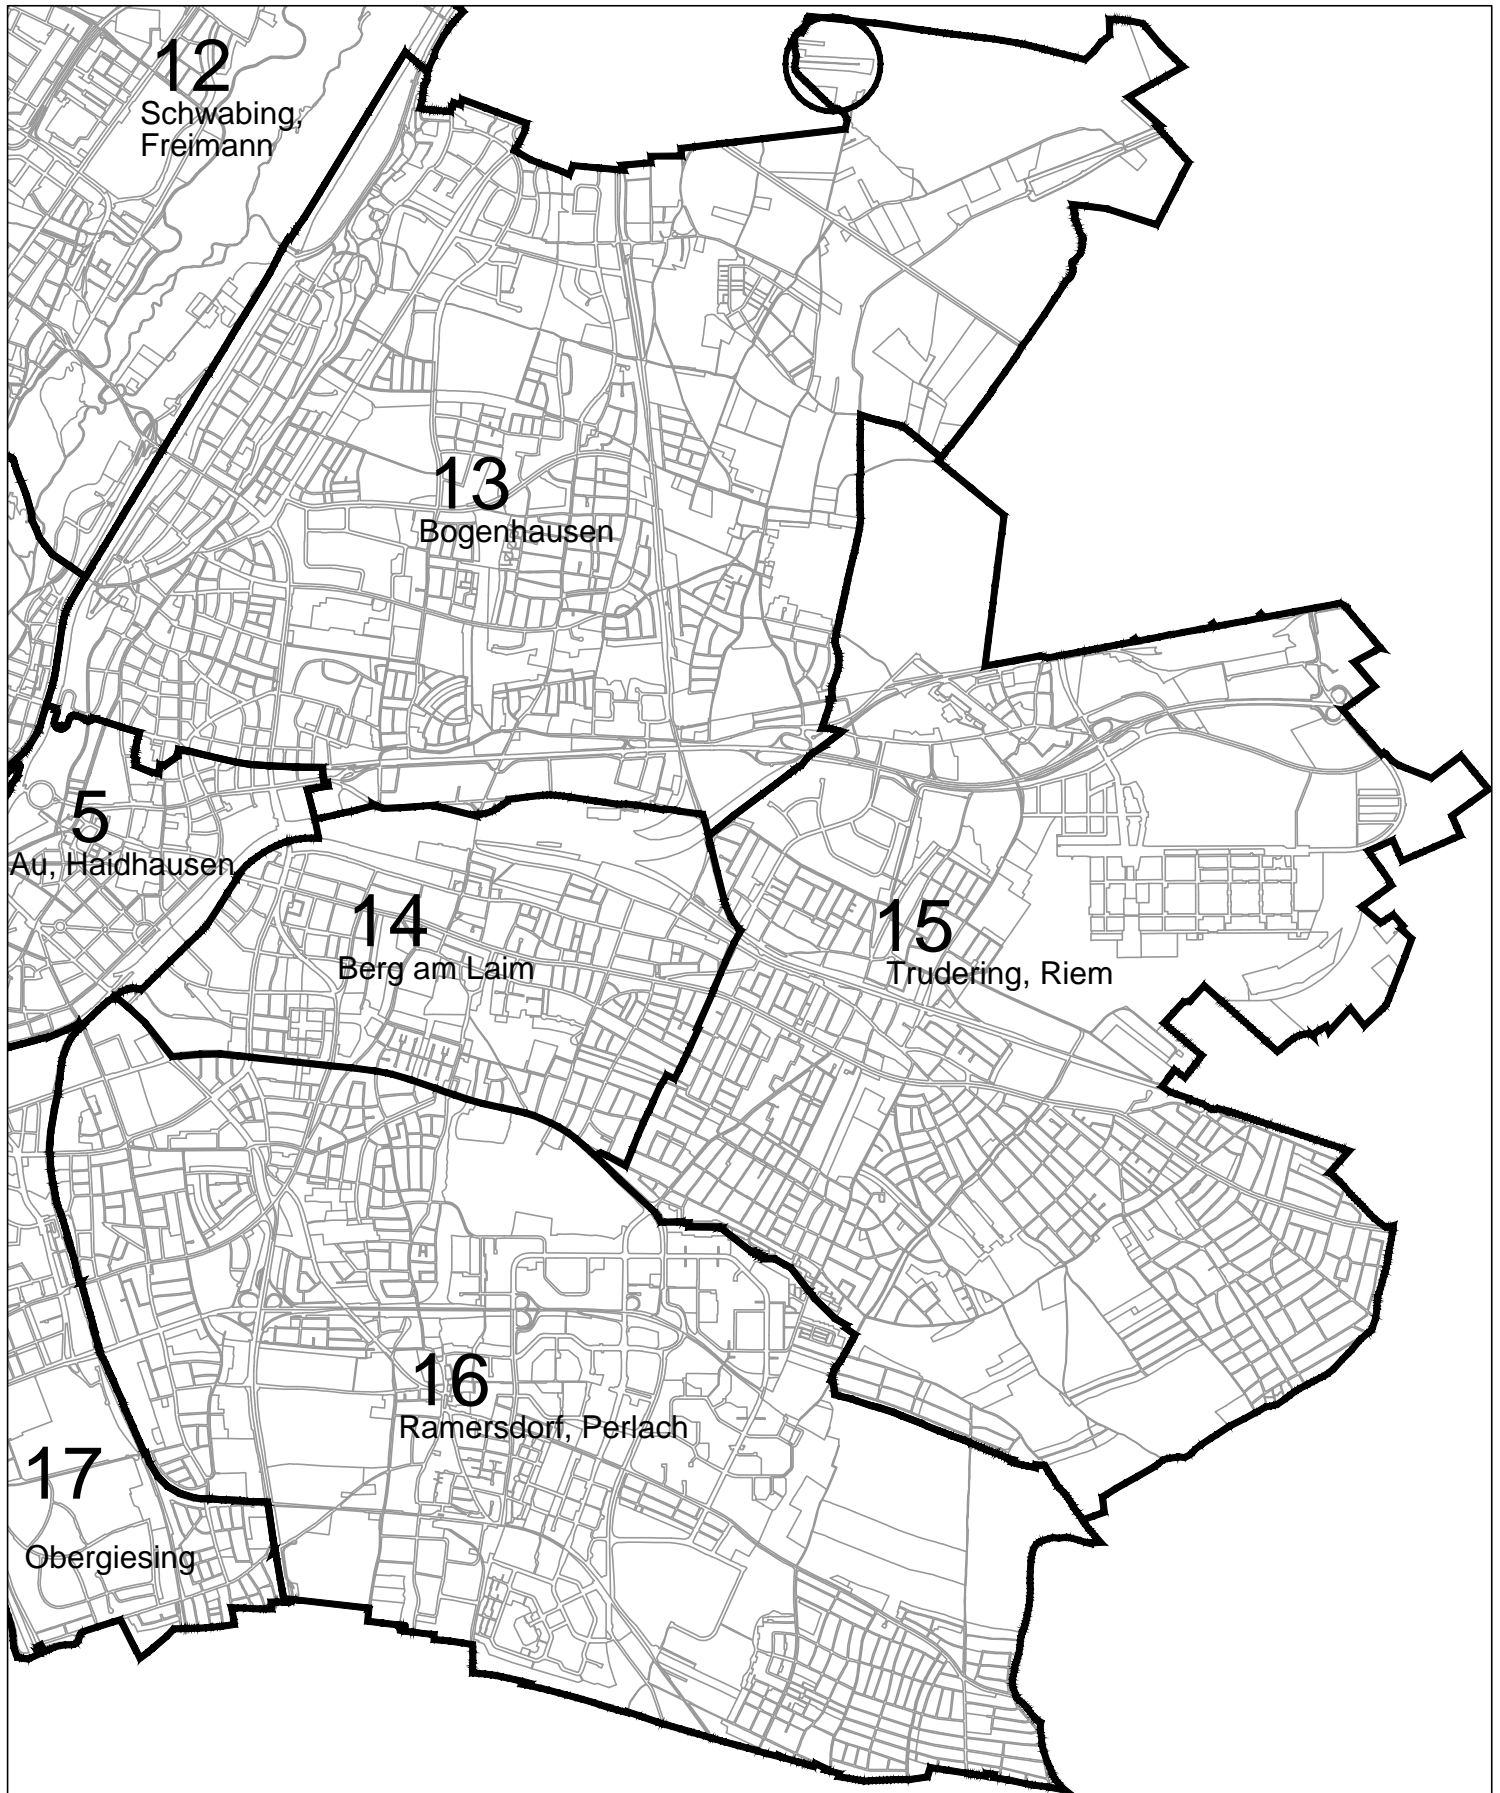 12
Schwabing,
Freimann
13
Bogenhausen
5
Au, Haidhausen
14
Berg am Laim
15
Trudering, Riem
16
Ramersdorf, Perlach
17
Obergiesing